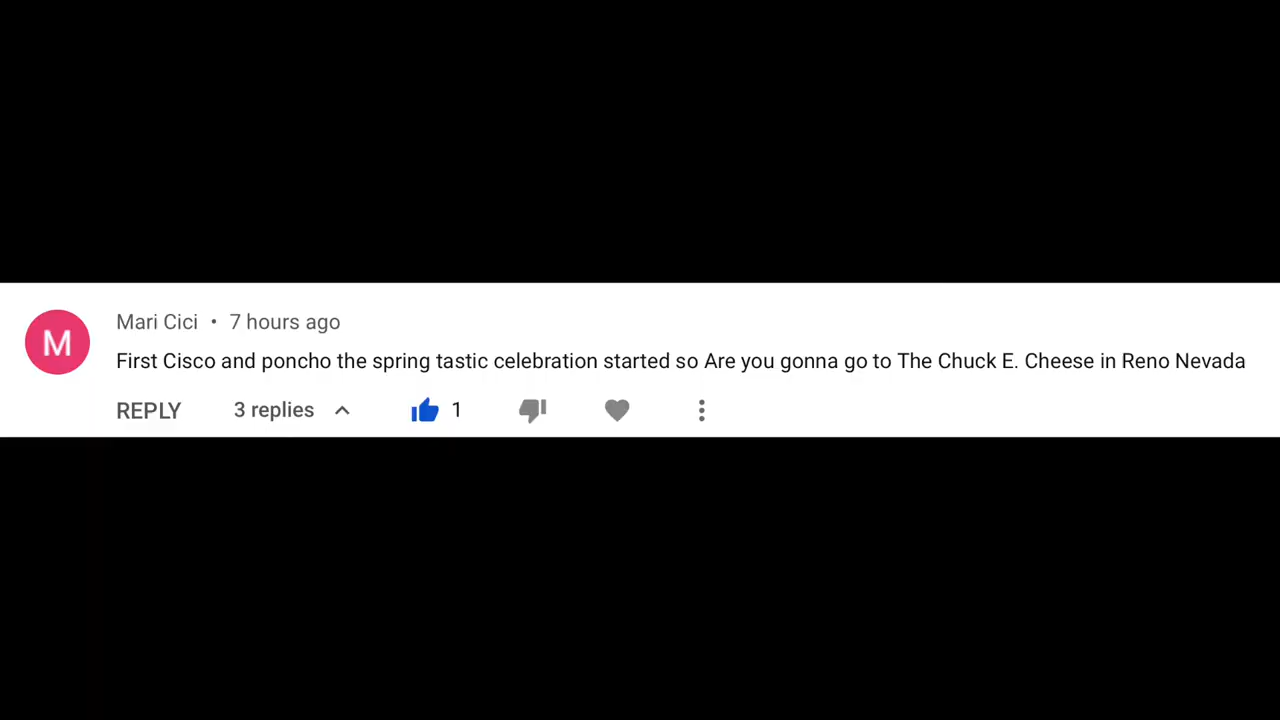 M
Mari Cici • 7 hours ago
First Cisco and poncho the spring tastic celebration started so Are you gonna go to The Chuck E. Cheese in Reno Nevada
REPLY 3 replies 1